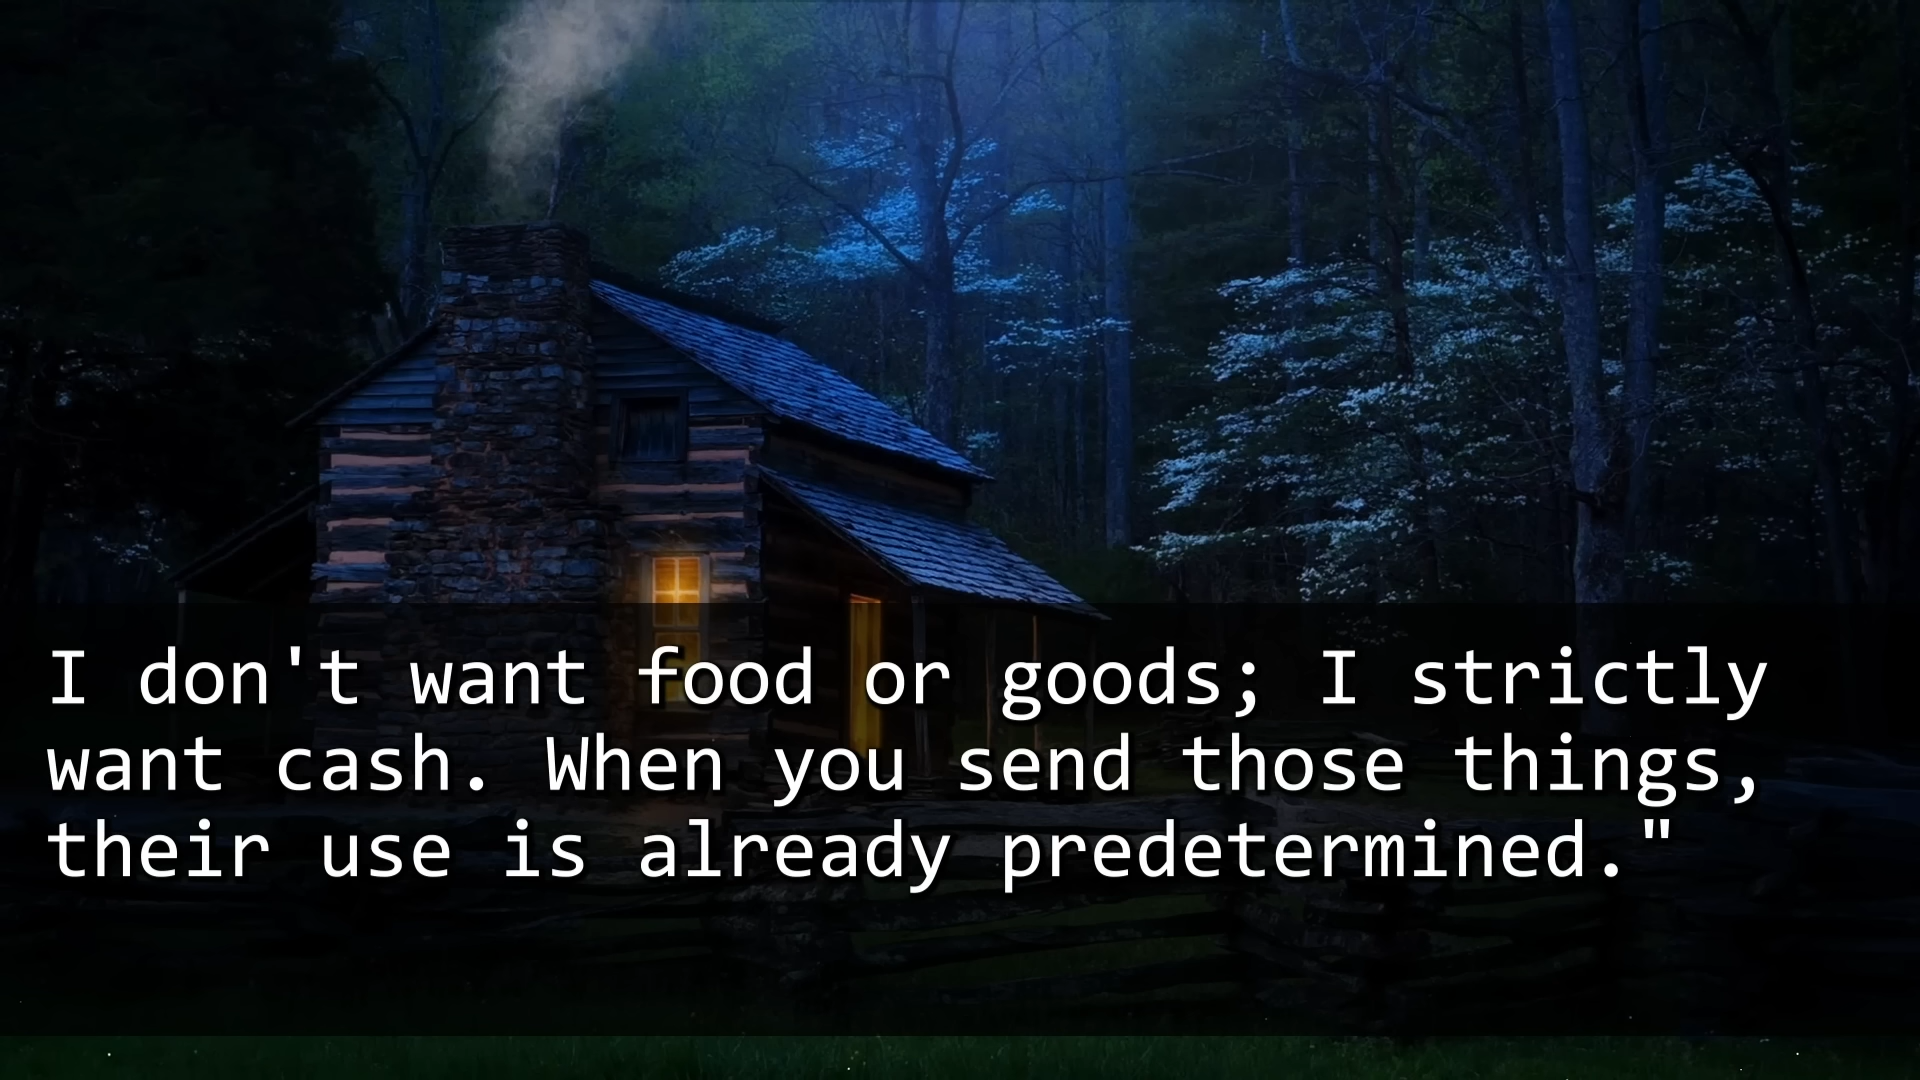 I don't want food or goods; I strictly
want cash. When you send those things,
their use is already predetermined."